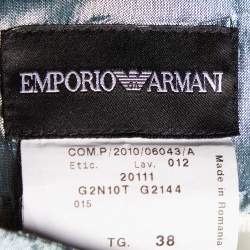 EMPORIO ARMANI
COM.P/2010/06043/A
Etic. Lav. 012
20111
G2N10T G2144
015
TG. 38
Made in Romania